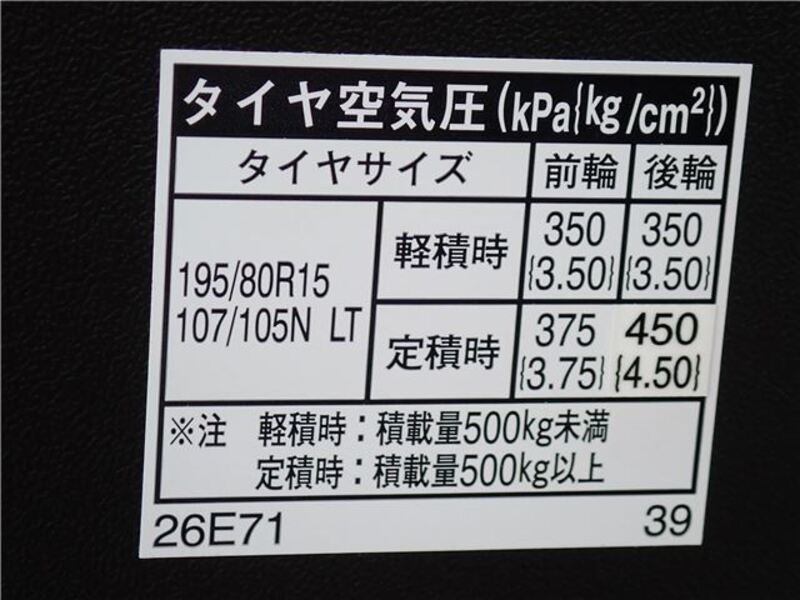 タイヤ空気圧(kPa{kg/cm²})
タイヤサイズ 前輪 後輪
195/80R15
107/105N LT
軽積時 350 350
{3.50} {3.50}
定積時 375 450
{3.75} {4.50}
※注 軽積時:積載量500kg未満
定積時:積載量500kg以上
26E71 39